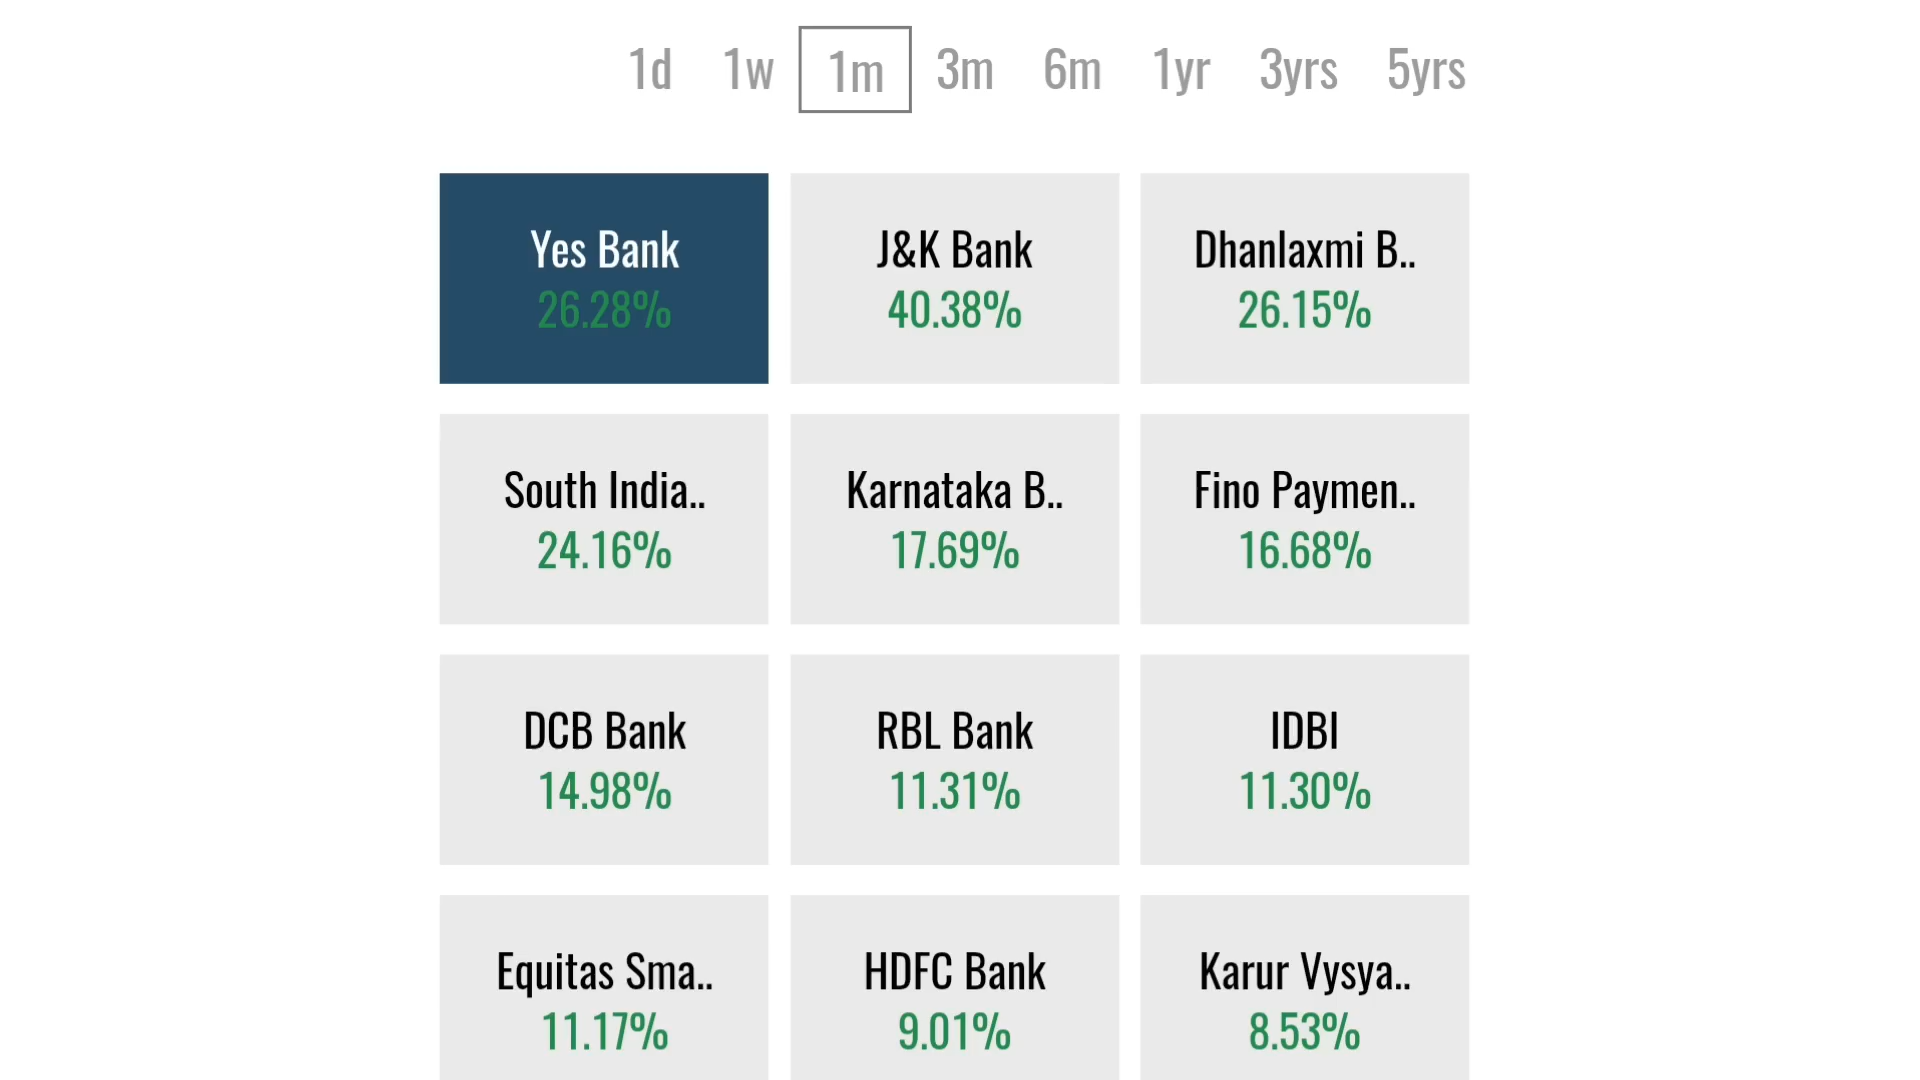 1d 1w 1m 3m 6m 1yr 3yrs 5yrs
Yes Bank
26.28%
J&K Bank
40.38%
Dhanlaxmi B..
26.15%
South India..
24.16%
Karnataka B..
17.69%
Fino Paymen..
16.68%
DCB Bank
14.98%
RBL Bank
11.31%
IDBI
11.30%
Equitas Sma..
11.17%
HDFC Bank
9.01%
Karur Vysya..
8.53%